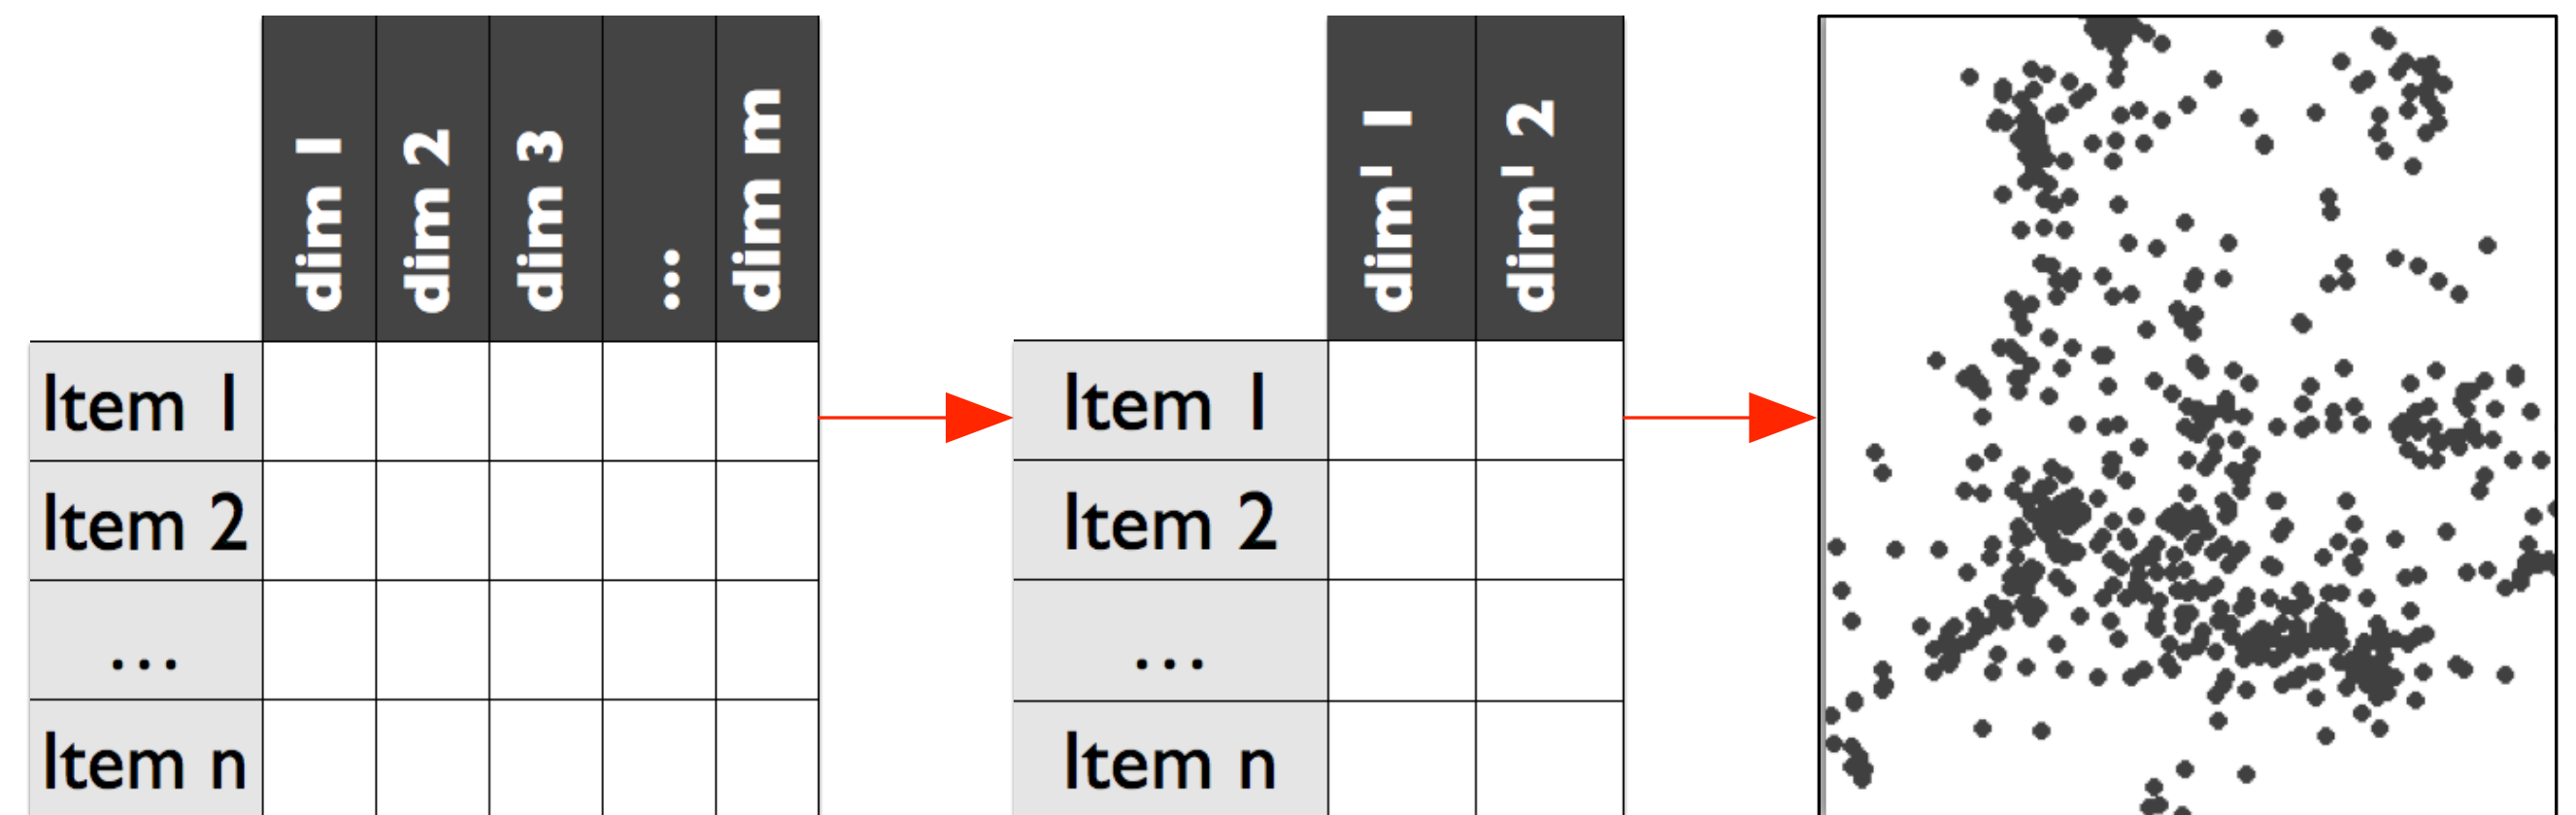 dim 1
dim 2
dim 3
...
dim m
Item 1
Item 2
...
Item n
dim' 1
dim' 2
Item 1
Item 2
...
Item n